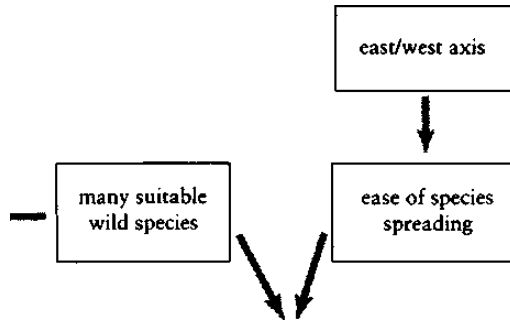 east/west axis
many suitable
wild species
ease of species
spreading